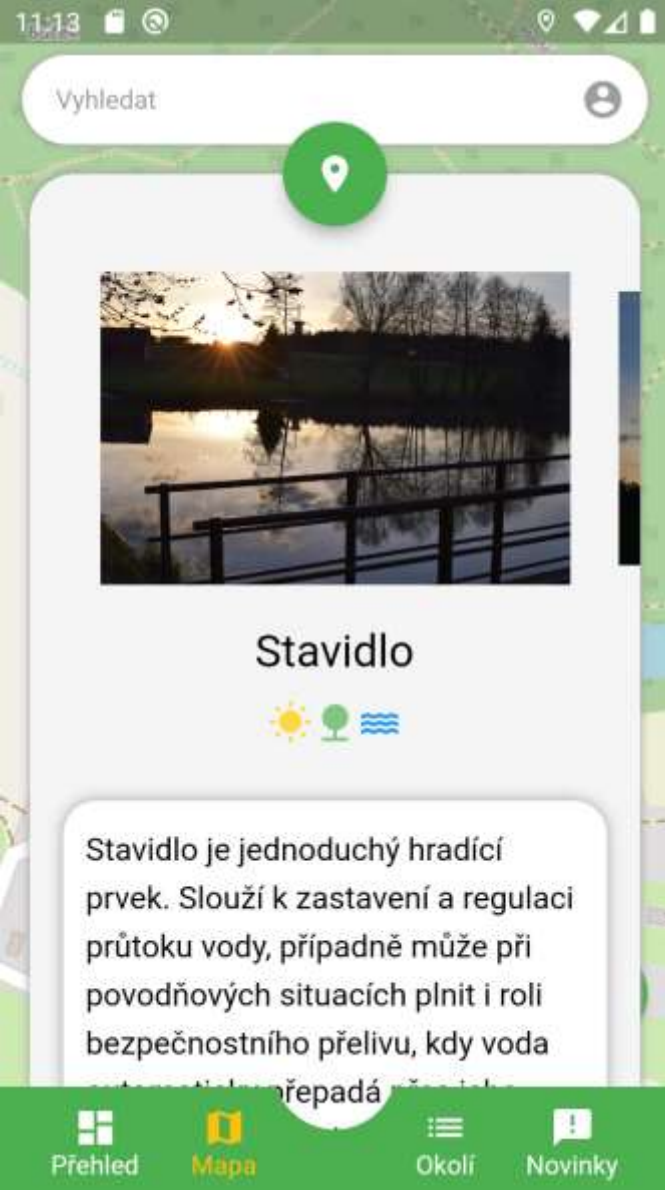 11:13
Vyhledat
Stavidlo
Stavidlo je jednoduchý hradící
prvek. Slouží k zastavení a regulaci
průtoku vody, případně může při
povodňových situacích plnit i roli
bezpečnostního přelivu, kdy voda
přepadá
Přehled
Mapa
Okolí
Novinky